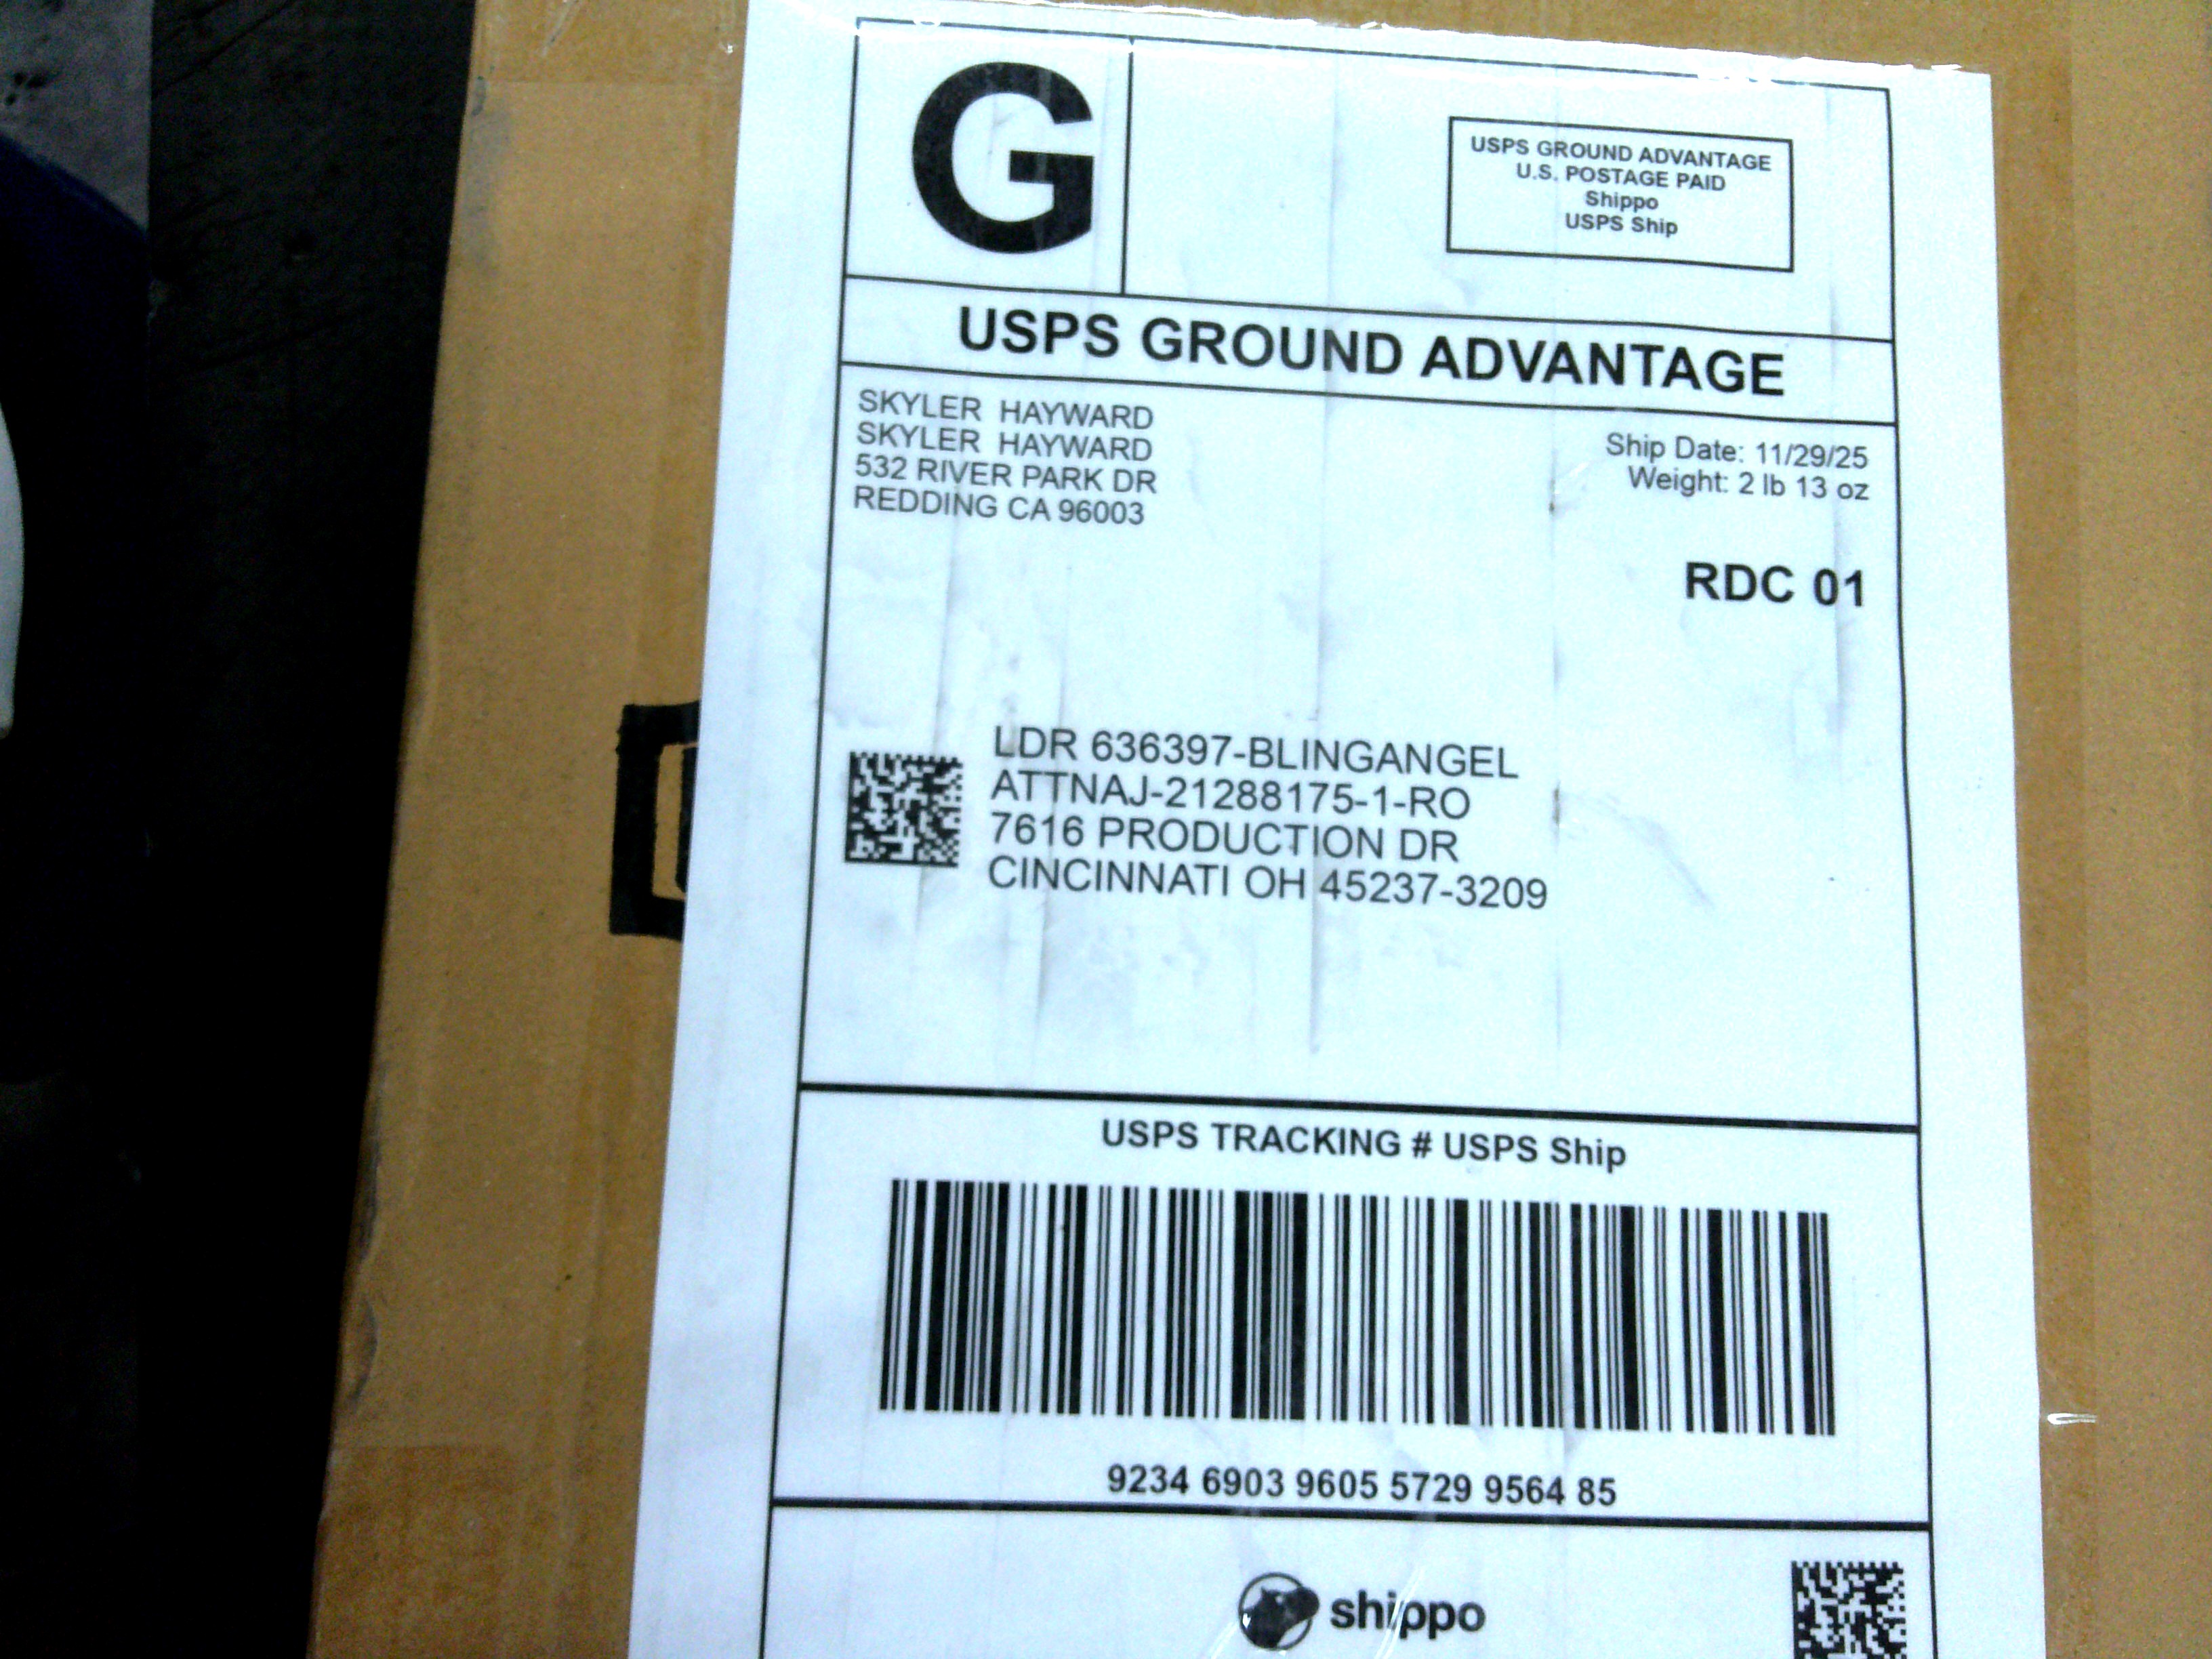 G
USPS GROUND ADVANTAGE
U.S. POSTAGE PAID
Shippo
USPS Ship
USPS GROUND ADVANTAGE
SKYLER HAYWARD
SKYLER HAYWARD
532 RIVER PARK DR
REDDING CA 96003
Ship Date: 11/29/25
Weight: 2 lb 13 oz
RDC 01
LDR 636397-BLINGANGEL
ATTNAJ-21288175-1-RO
7616 PRODUCTION DR
CINCINNATI OH 45237-3209
USPS TRACKING # USPS Ship
9234 6903 9605 5729 9564 85
shippo